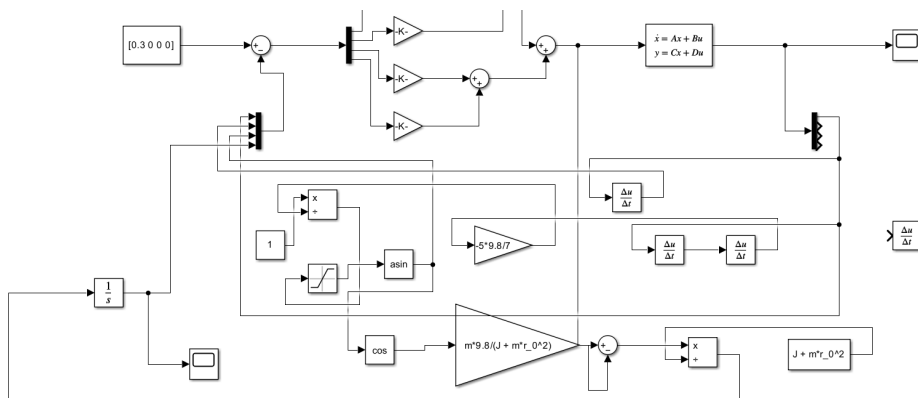 [0.3 0 0 0]
+
−
-K-
-K-
-K-
+
+
+
+
ẋ = Ax + Bu
y = Cx + Du
Δu
Δt
x
÷
1
-5*9.8/7
Δu
Δt
Δu
Δt
Δu
Δt
asin
1
s
cos
m*9.8/(J + m*r_0^2)
+
−
x
÷
J + m*r_0^2